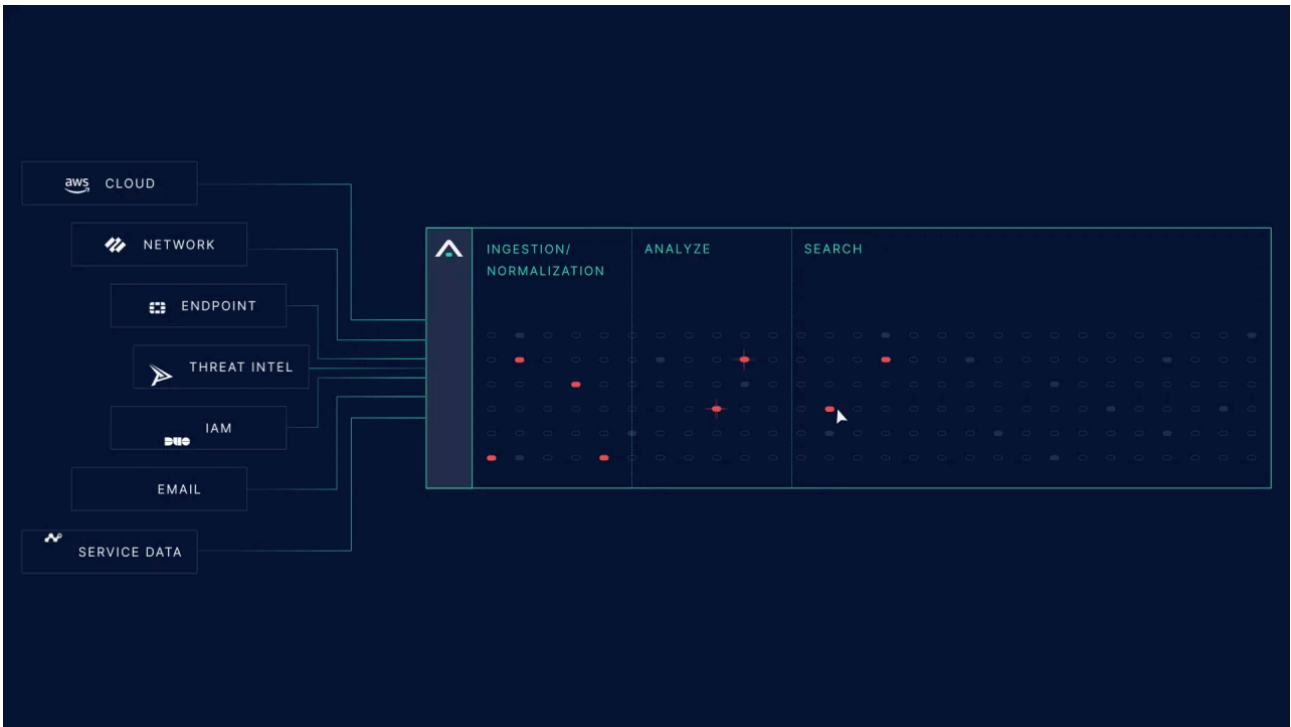 aws CLOUD
NETWORK
ENDPOINT
THREAT INTEL
IAM
DUO
EMAIL
SERVICE DATA
INGESTION/
NORMALIZATION
ANALYZE
SEARCH